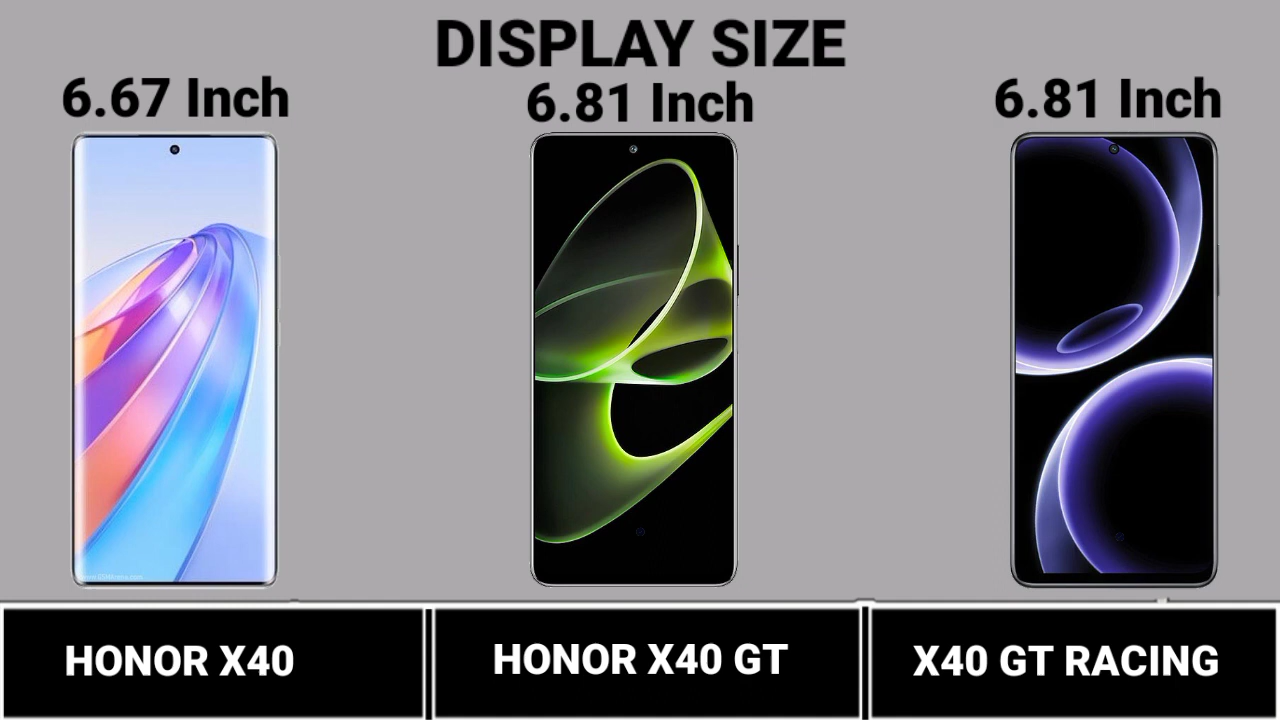 DISPLAY SIZE
6.67 Inch
6.81 Inch
6.81 Inch
HONOR X40
HONOR X40 GT
X40 GT RACING